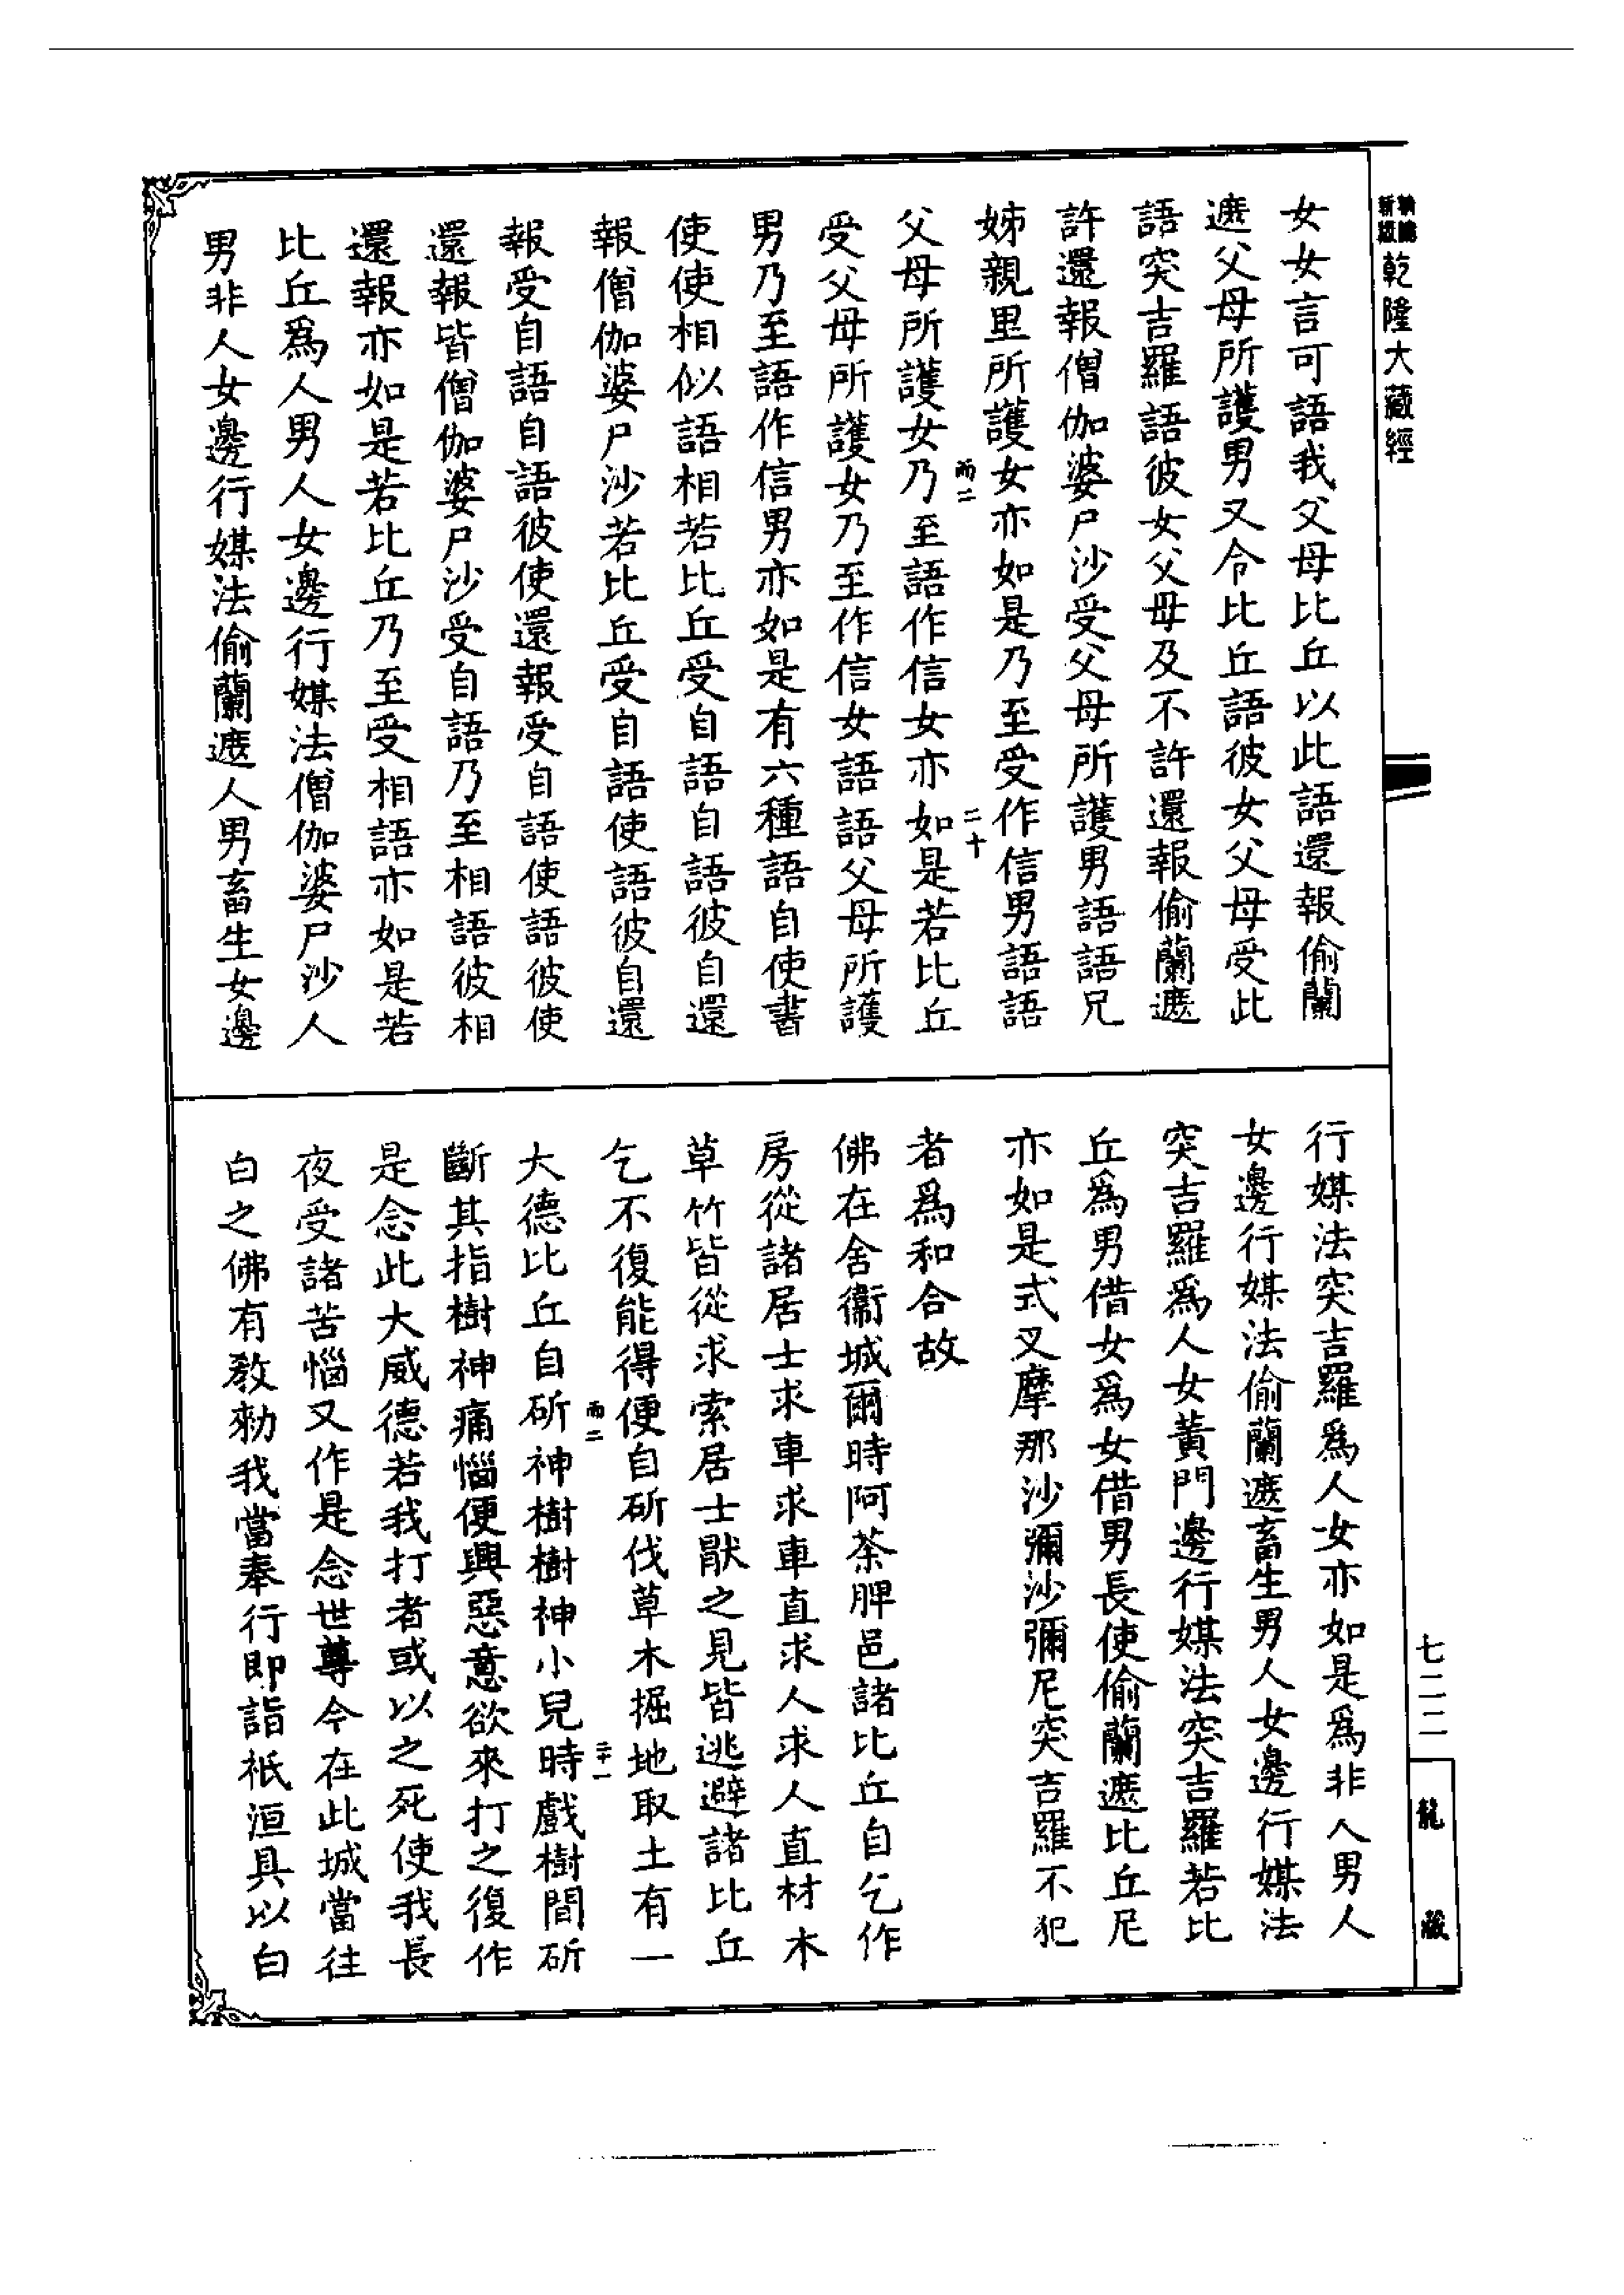 新編縮繪
乾隆大藏經
女女言可語我父母比丘以此語還報偷蘭
遮父母所護男又令比丘語彼女父母受此
語突吉羅語彼女父母及不許還報偷蘭遮
許還報僧伽婆尸沙受父母所護男語語兄
姊親里所護女亦如是乃至受作信男語語
而二
二十
父母所護女乃至語作信女亦如是若比丘
受父母所護女乃至作信女語語父母所護
男乃至語作信男亦如是有六種語自使書
使使相似語相若比丘受自語自語彼自還
報僧伽婆尸沙若比丘受自語使語彼自還
報受自語自語彼使還報受自語使語彼使
還報皆僧伽婆尸沙受自語乃至相語彼相
還報亦如是若比丘乃至受相語亦如是若
比丘爲人男人女邊行媒法僧伽婆尸沙人
男非人女邊行媒法偷蘭遮人男畜生女邊
行媒法突吉羅爲人女亦如是爲非人男人
女邊行媒法偷蘭遮畜生男人女邊行媒法
突吉羅爲人女黃門邊行媒法突吉羅若比
丘爲男借女爲女借男長使偷蘭遮比丘尼
亦如是式叉摩那沙彌沙彌尼突吉羅不犯
者爲和合故
佛在舍衞城爾時阿荼脾邑諸比丘自乞作
房從諸居士求車求車直求人求人直材木
草竹皆從求索居士猒之見皆逃避諸比丘
乞不復能得便自斫伐草木掘地取土有一
而二
二十一
大德比丘自斫神樹樹神小兒時戲樹間斫
斷其指樹神痛惱便興惡意欲來打之復作
是念此大威德若我打者或以之死使我長
夜受諸苦惱又作是念世尊今在此城當往
白之佛有教勑我當奉行即詣祇洹具以白
七二二
龍藏